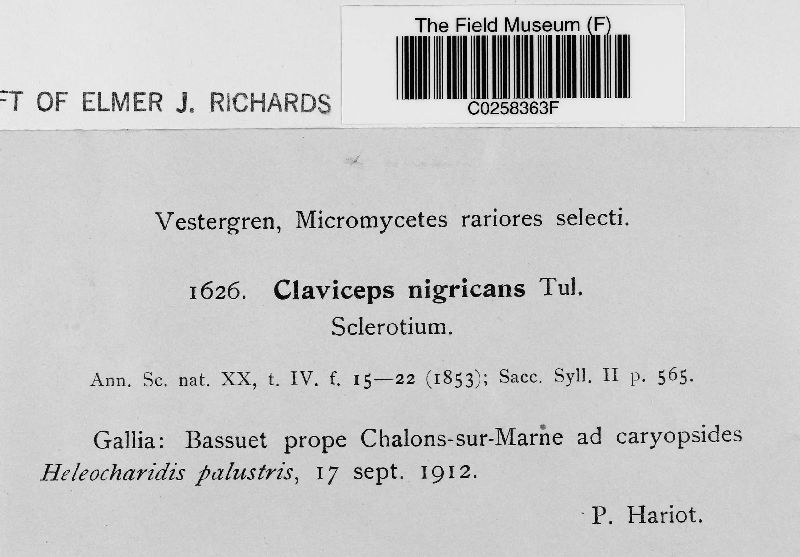 The Field Museum (F)
C0258363F
FT OF ELMER J. RICHARDS
Vestergren, Micromycetes rariores selecti.
1626. Claviceps nigricans Tul.
Sclerotium.
Ann. Sc. nat. XX, t. IV. f. 15—22 (1853); Sacc. Syll. II p. 565.
Gallia: Bassuet prope Chalons-sur-Marne ad caryopsides
Heleocharidis palustris, 17 sept. 1912.
P. Hariot.